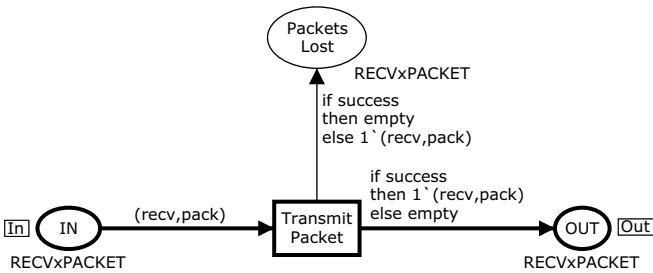 Packets
Lost
RECVxPACKET
if success
then empty
else 1`(recv,pack)
if success
then 1`(recv,pack)
else empty
(recv,pack)
In
IN
Transmit
Packet
OUT
Out
RECVxPACKET
RECVxPACKET